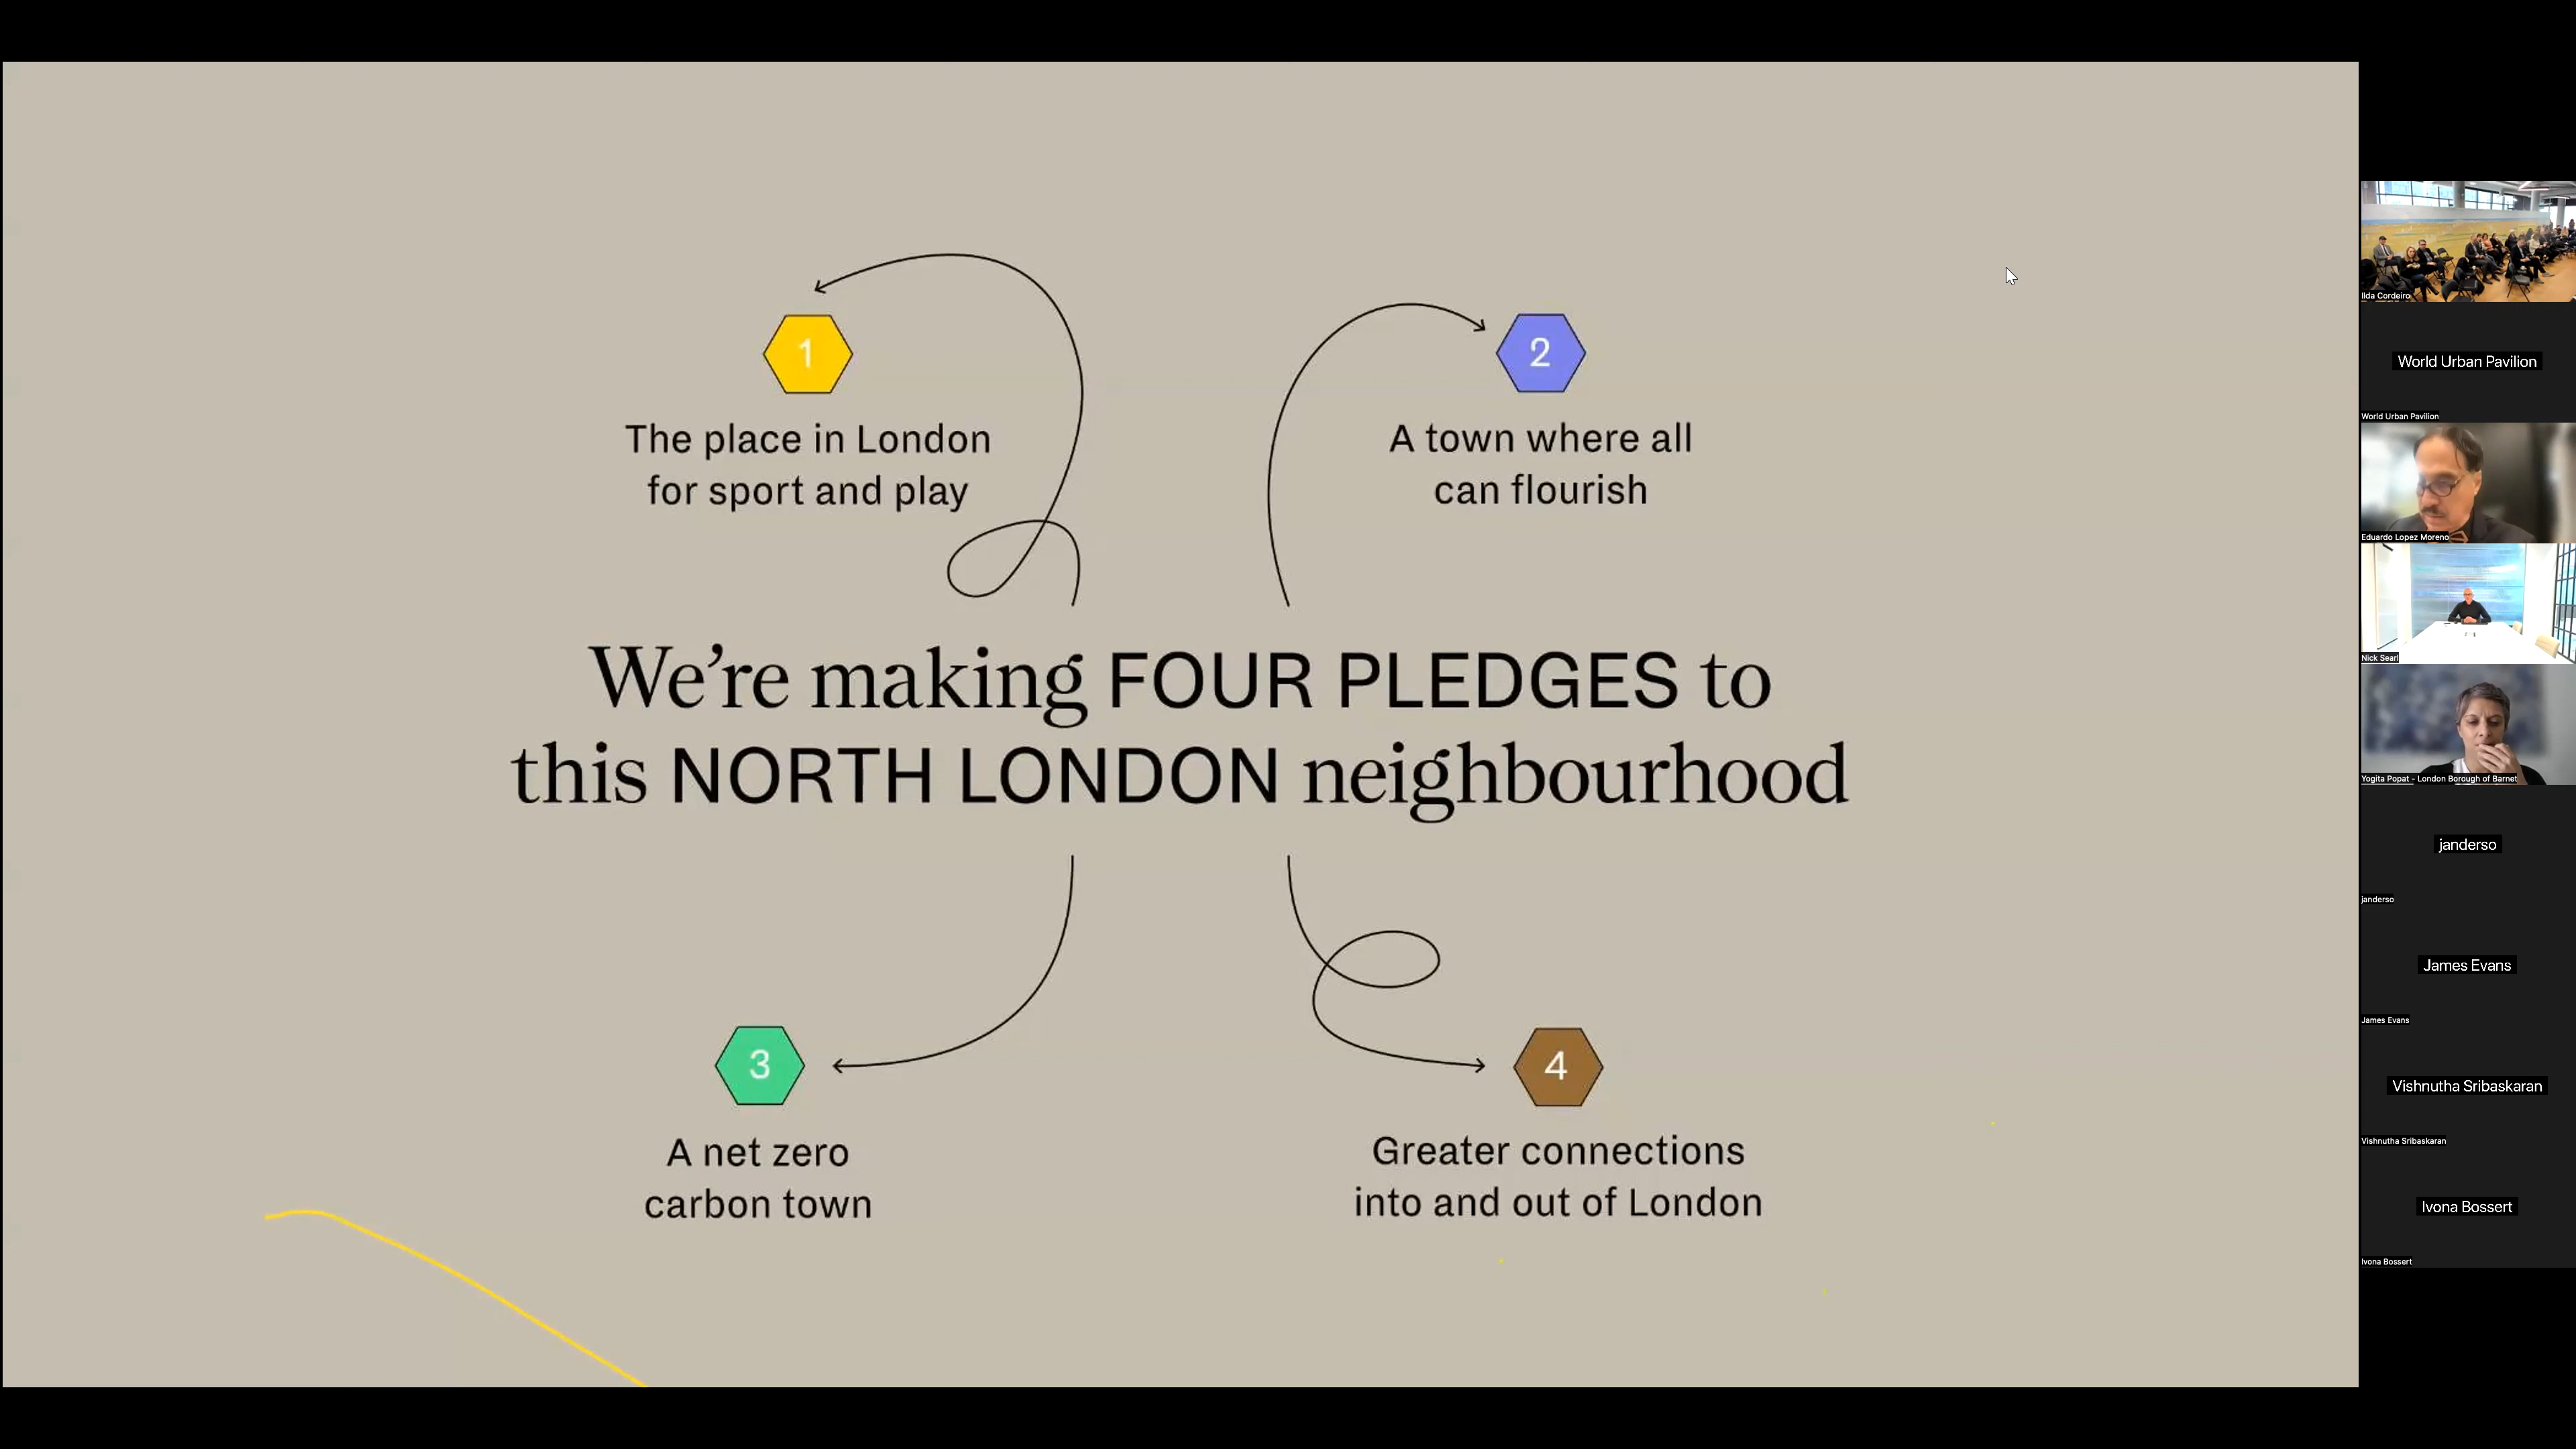 1
The place in London
for sport and play
2
A town where all
can flourish
We're making FOUR PLEDGES to
this NORTH LONDON neighbourhood
3
A net zero
carbon town
4
Greater connections
into and out of London
Ilda Cordeiro
World Urban Pavilion
World Urban Pavilion
Eduardo Lopez Moreno
Nick Searl
Yogita Popat - London Borough of Barnet
janderso
janderso
James Evans
James Evans
Vishnutha Sribaskaran
Vishnutha Sribaskaran
Ivona Bossert
Ivona Bossert